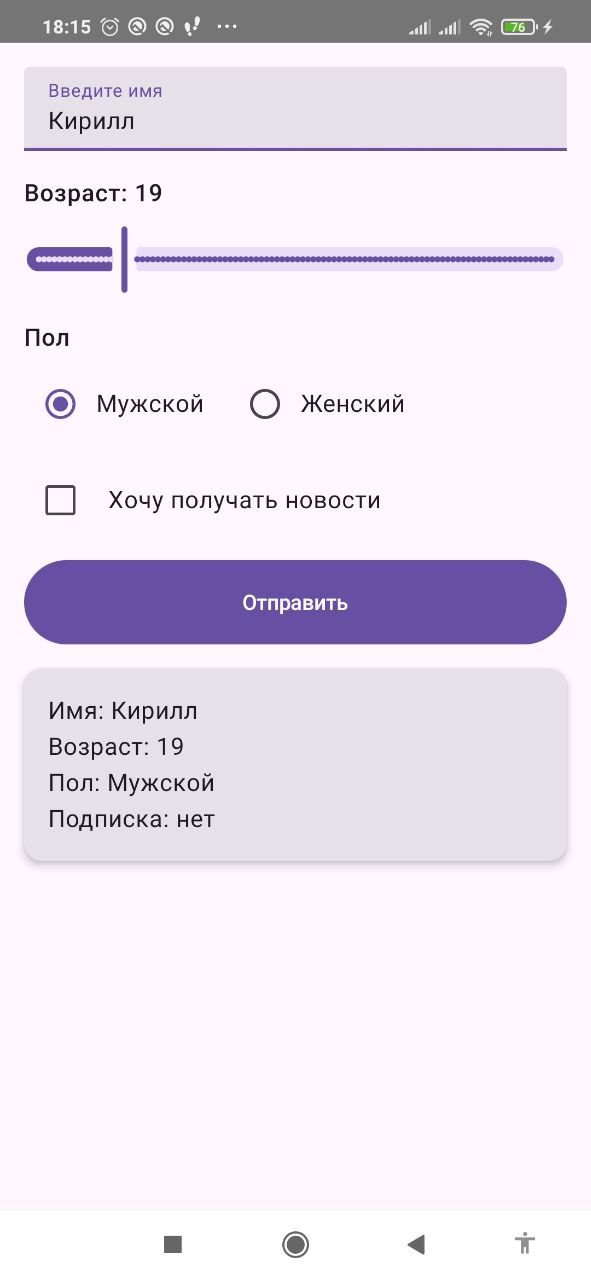 18:15
76
Введите имя
Кирилл
Возраст: 19
Пол
Мужской Женский
Хочу получать новости
Отправить
Имя: Кирилл
Возраст: 19
Пол: Мужской
Подписка: нет